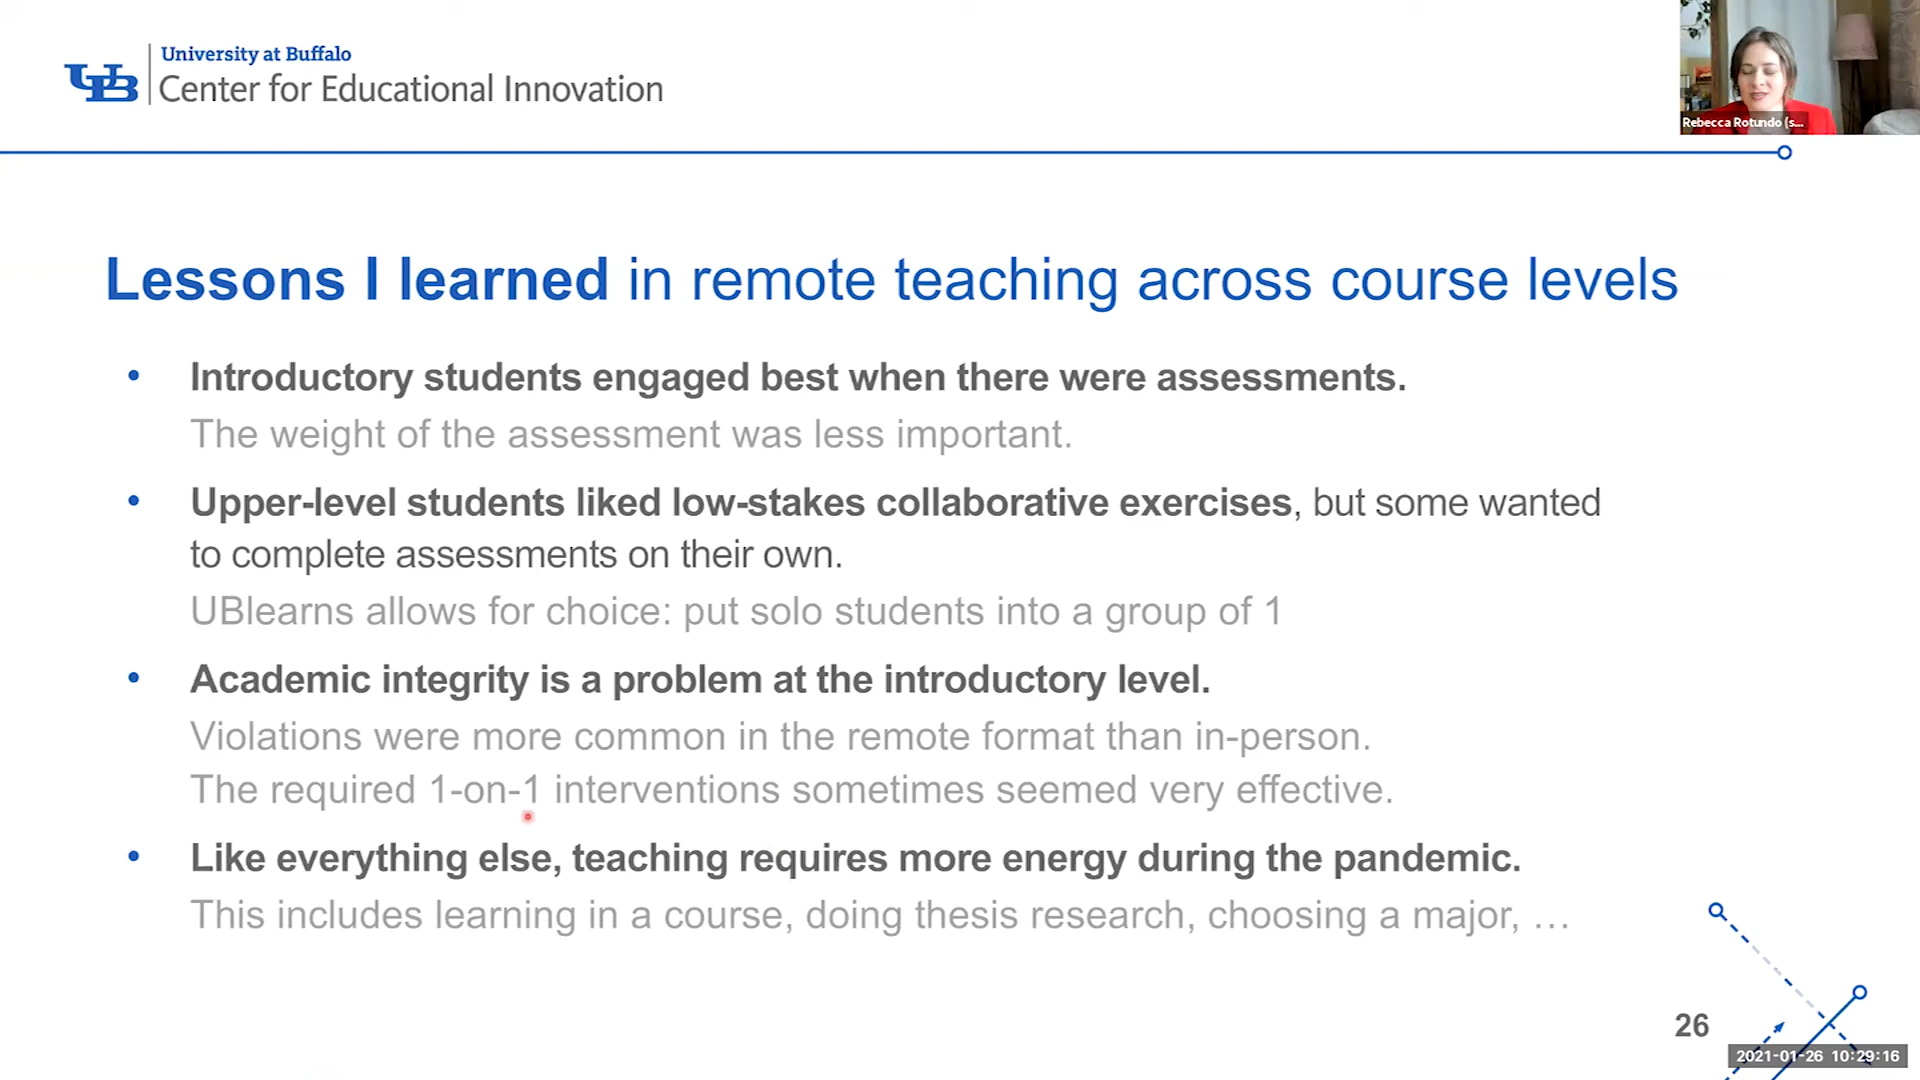 University at Buffalo
UB
Center for Educational Innovation
Rebecca Rotundo (s...
Lessons I learned in remote teaching across course levels
• Introductory students engaged best when there were assessments.
The weight of the assessment was less important.
• Upper-level students liked low-stakes collaborative exercises, but some wanted
to complete assessments on their own.
UBlearns allows for choice: put solo students into a group of 1
• Academic integrity is a problem at the introductory level.
Violations were more common in the remote format than in-person.
The required 1-on-1 interventions sometimes seemed very effective.
• Like everything else, teaching requires more energy during the pandemic.
This includes learning in a course, doing thesis research, choosing a major, …
26
2021-01-26 10:29:16